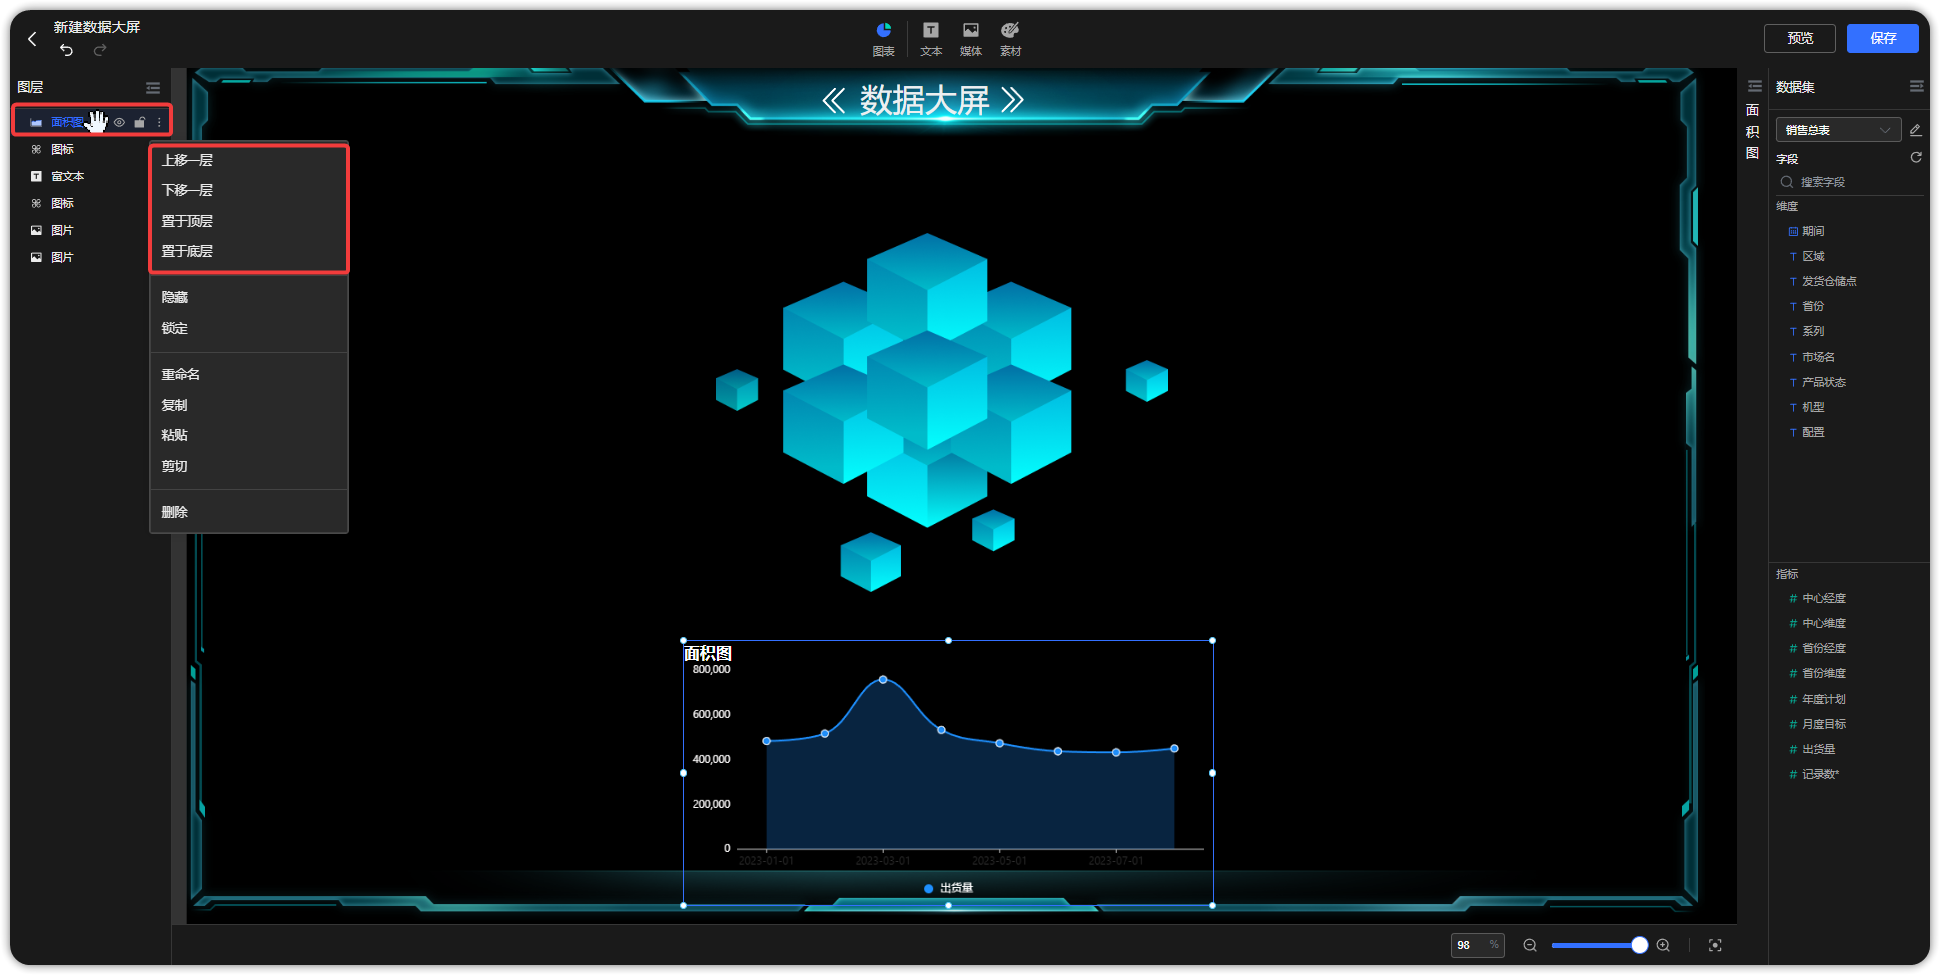 新建数据大屏
图表
文本
媒体
素材
预览
保存
图层
面积图
图标
富文本
图标
图片
图片
上移一层
下移一层
置于顶层
置于底层
隐藏
锁定
重命名
复制
粘贴
剪切
删除
数据大屏
面积图
800,000
600,000
400,000
200,000
0
2023-01-01
2023-03-01
2023-05-01
2023-07-01
出货量
98 %
面
积
图
数据集
销售总表
字段
搜索字段
维度
期间
区域
发货仓储点
省份
系列
市场名
产品状态
机型
配置
指标
# 中心经度
# 中心维度
# 省份经度
# 省份维度
# 年度计划
# 月度目标
# 出货量
# 记录数*